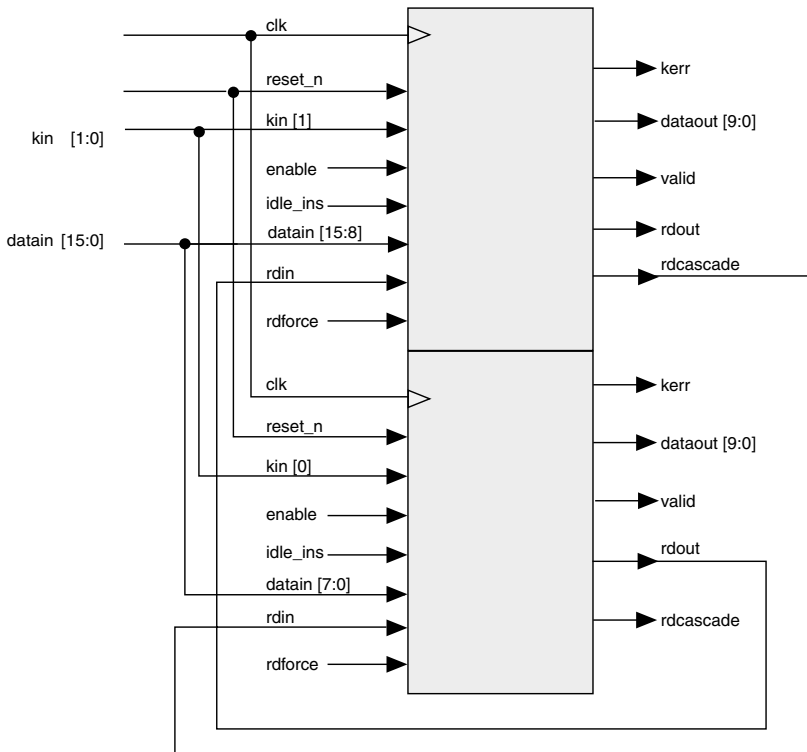 clk
reset_n
kin [1:0]
kin [1]
enable
idle_ins
datain [15:0]
datain [15:8]
rdin
rdforce
kerr
dataout [9:0]
valid
rdout
rdcascade
clk
reset_n
kin [0]
enable
idle_ins
datain [7:0]
rdin
rdforce
kerr
dataout [9:0]
valid
rdout
rdcascade